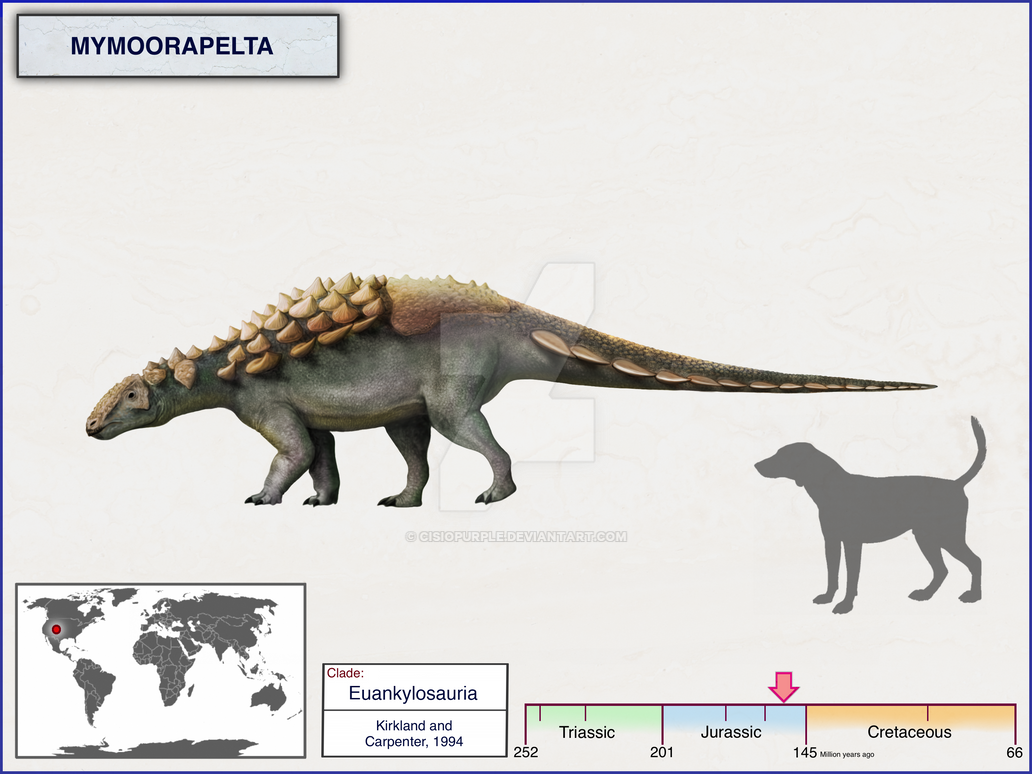 MYMOORAPELTA
© CISIOPURPLE.DEVIANTART.COM
Clade:
Euankylosauria
Kirkland and
Carpenter, 1994
Triassic
Jurassic
Cretaceous
252
201
145 Million years ago
66